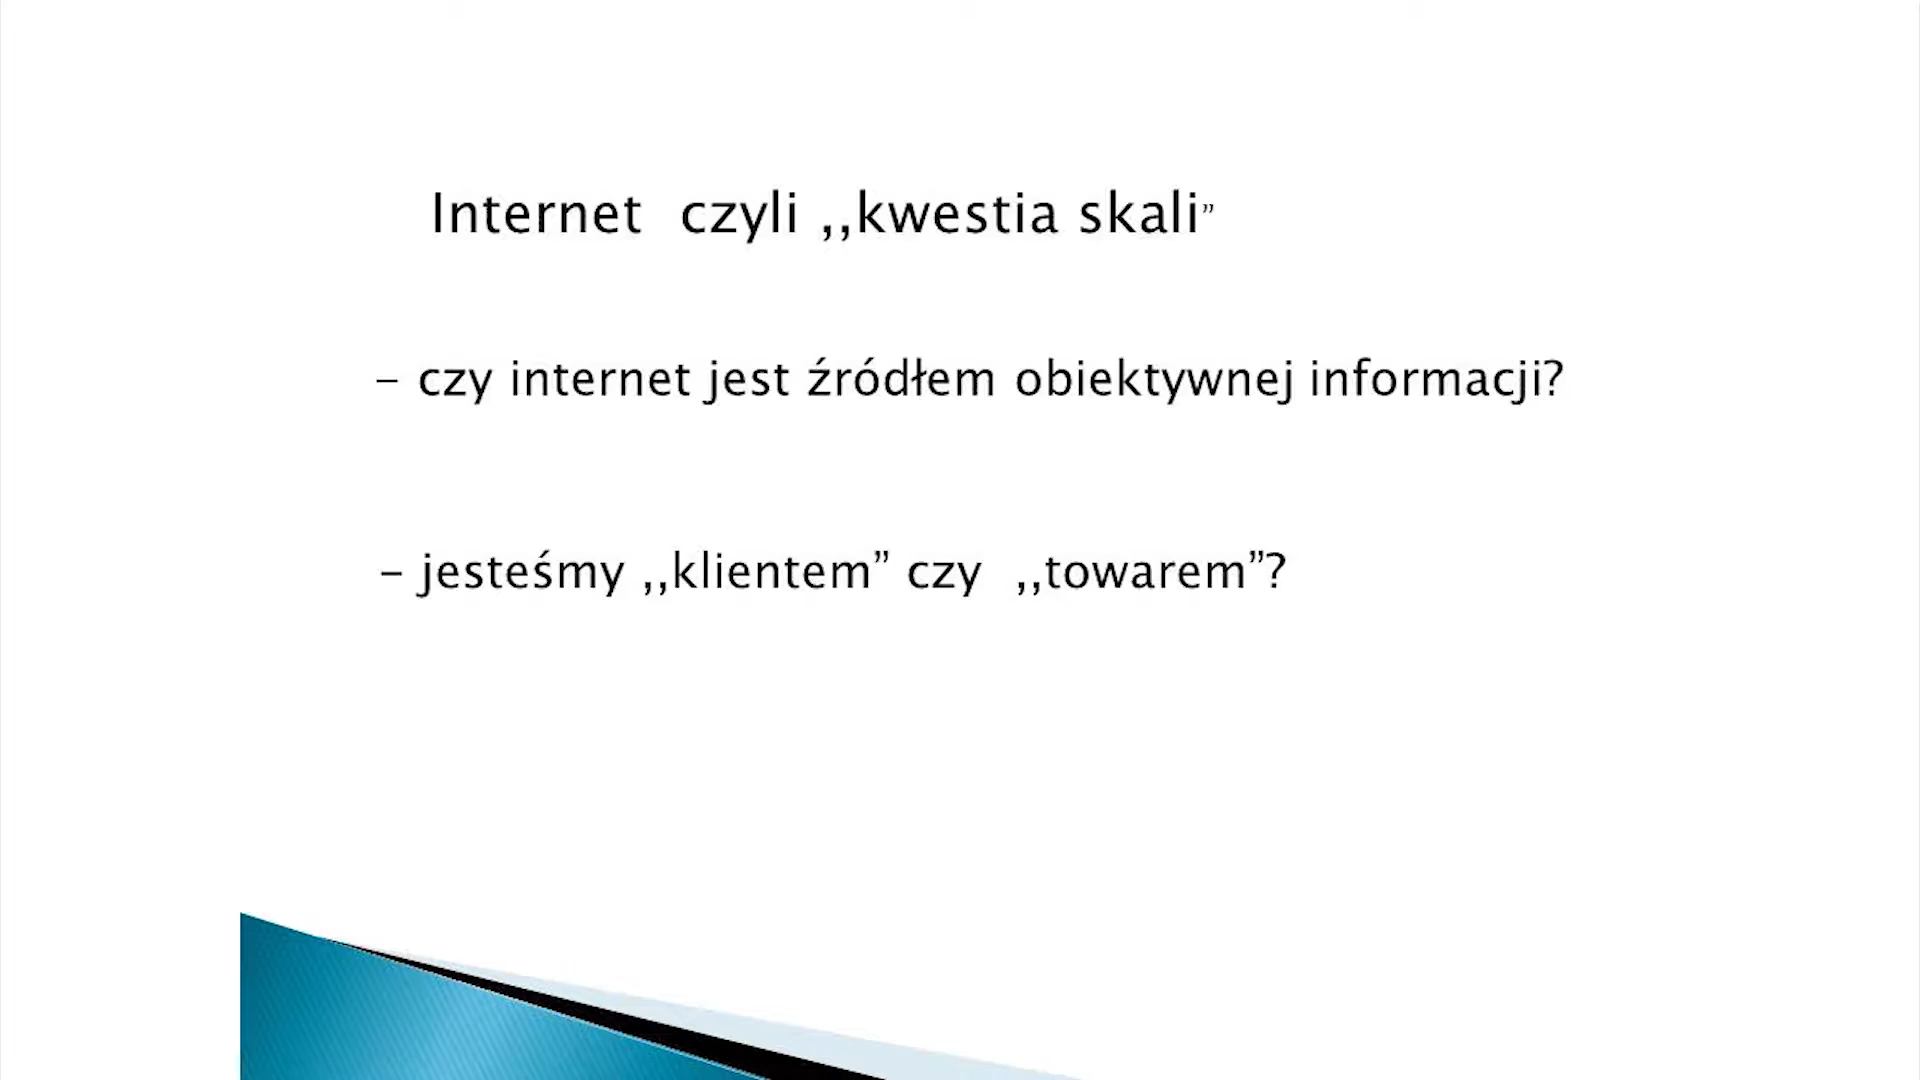 Internet  czyli ,,kwestia skali”
- czy internet jest źródłem obiektywnej informacji?
- jesteśmy ,,klientem” czy  ,,towarem”?